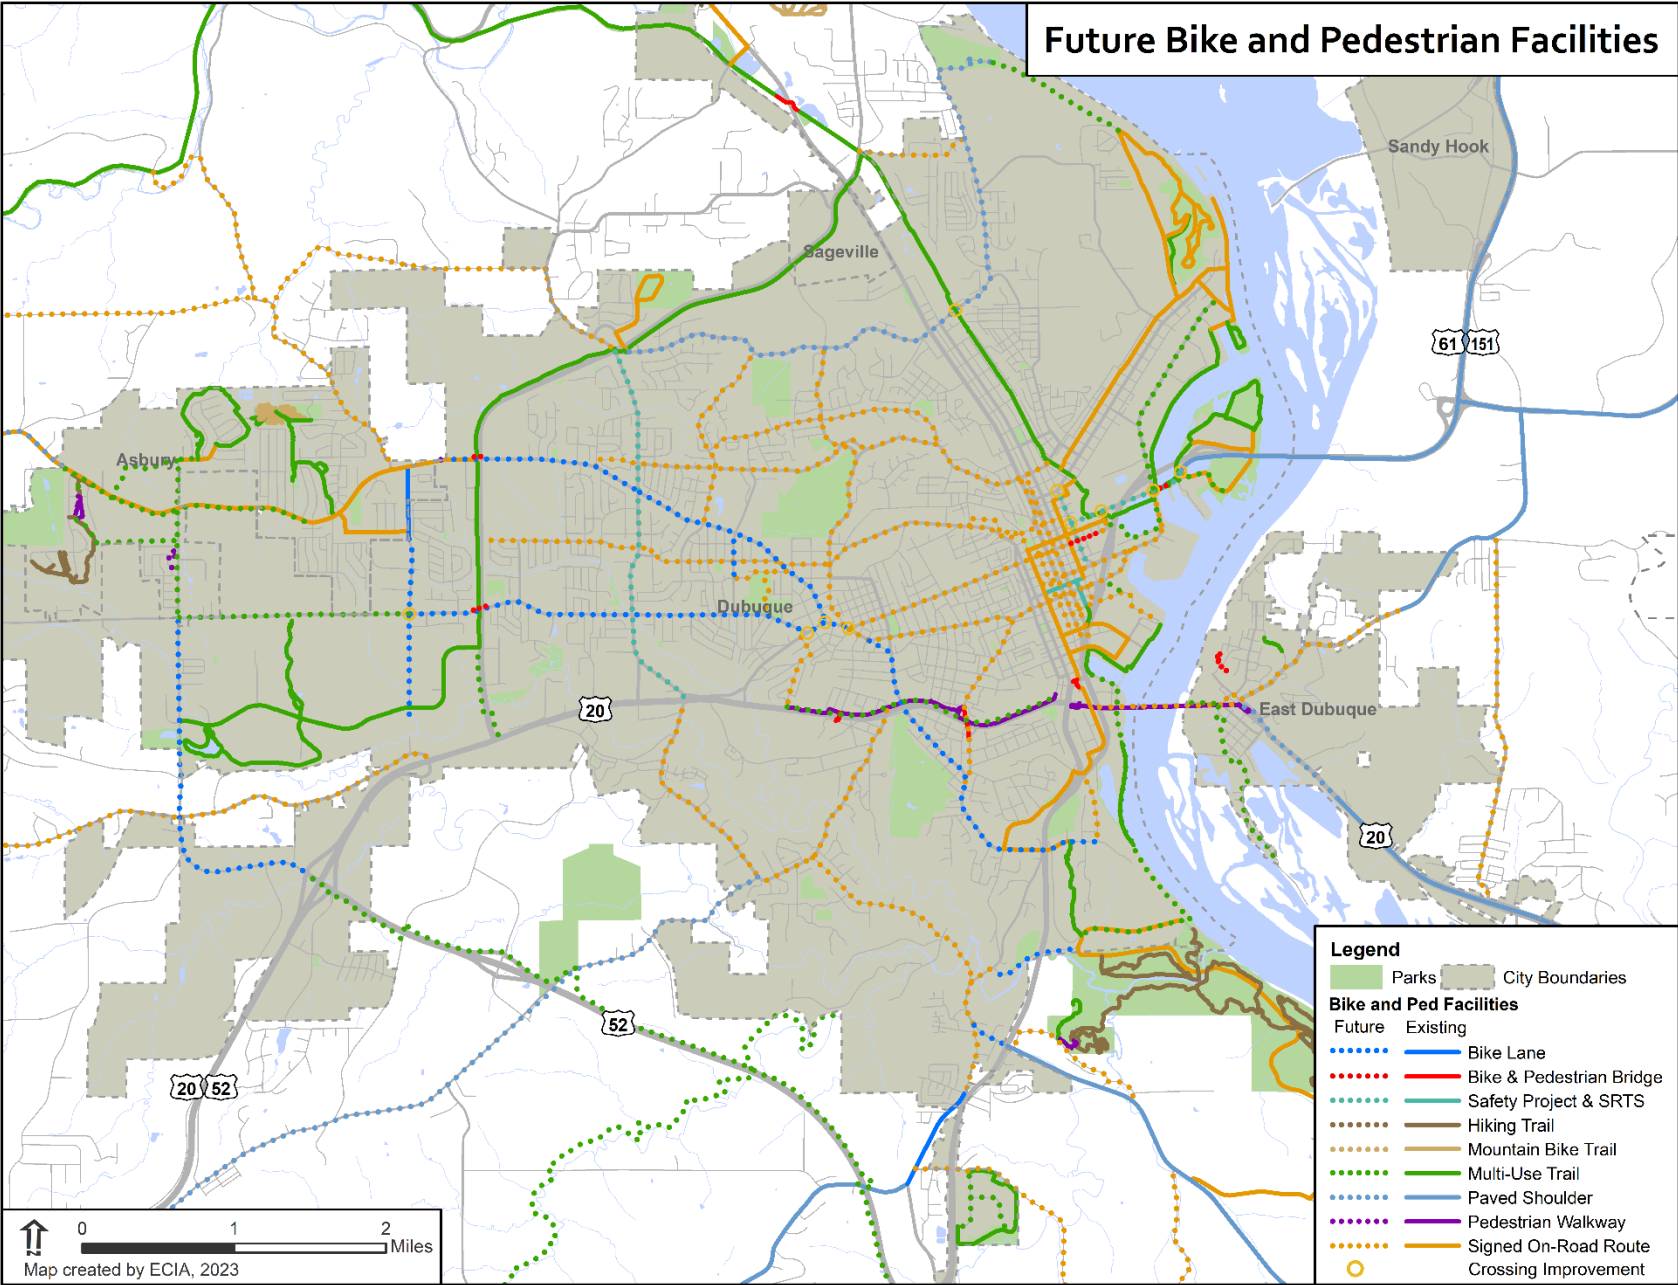 Future Bike and Pedestrian Facilities
Sandy Hook
Sageville
61 151
Asbury
Dubuque
20
East Dubuque
20
52
20 52
Legend
Parks City Boundaries
Bike and Ped Facilities
Future Existing
Bike Lane
Bike & Pedestrian Bridge
Safety Project & SRTS
Hiking Trail
Mountain Bike Trail
Multi-Use Trail
Paved Shoulder
Pedestrian Walkway
Signed On-Road Route
Crossing Improvement
0 1 2
Miles
N
Map created by ECIA, 2023